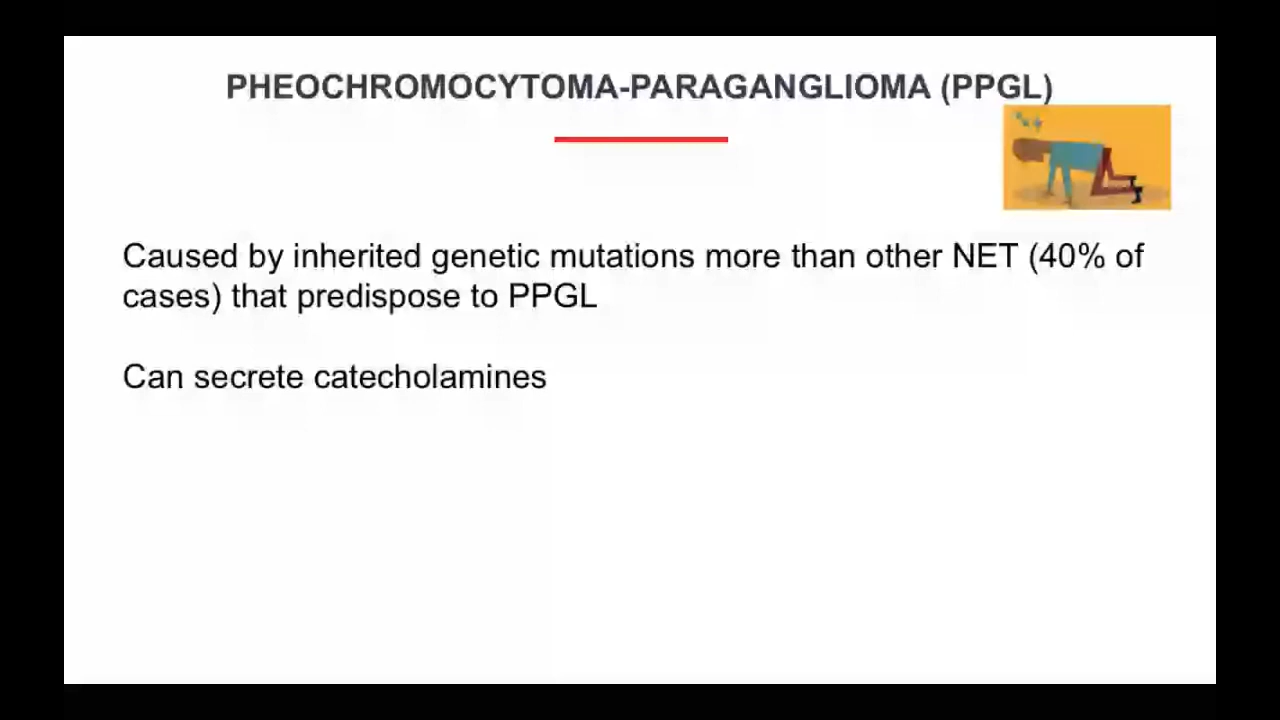 PHEOCHROMOCYTOMA-PARAGANGLIOMA (PPGL)
Caused by inherited genetic mutations more than other NET (40% of
cases) that predispose to PPGL
Can secrete catecholamines